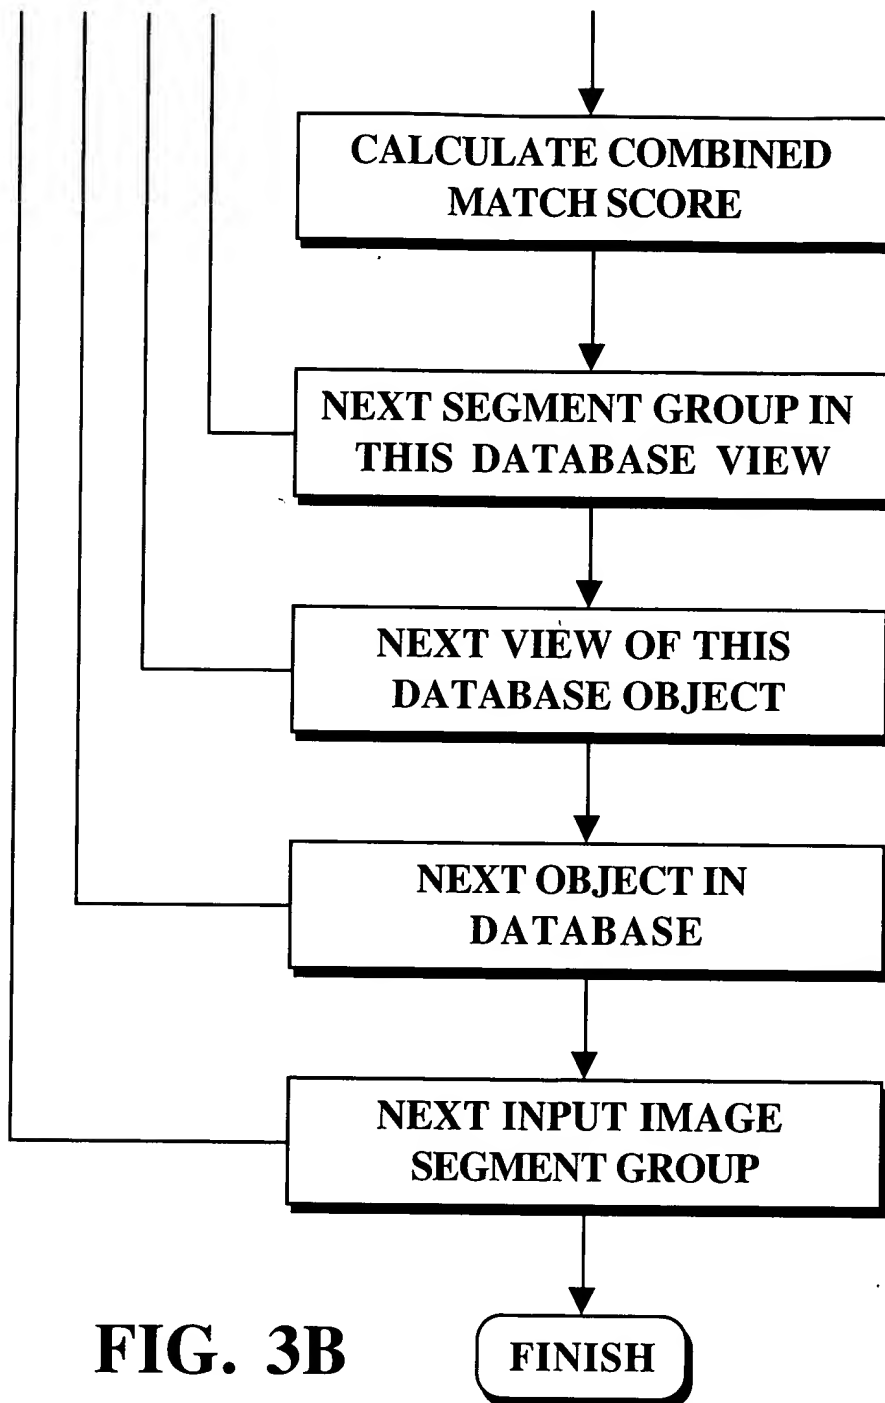 CALCULATE COMBINED
MATCH SCORE
NEXT SEGMENT GROUP IN
THIS DATABASE VIEW
NEXT VIEW OF THIS
DATABASE OBJECT
NEXT OBJECT IN
DATABASE
NEXT INPUT IMAGE
SEGMENT GROUP
FIG. 3B
FINISH